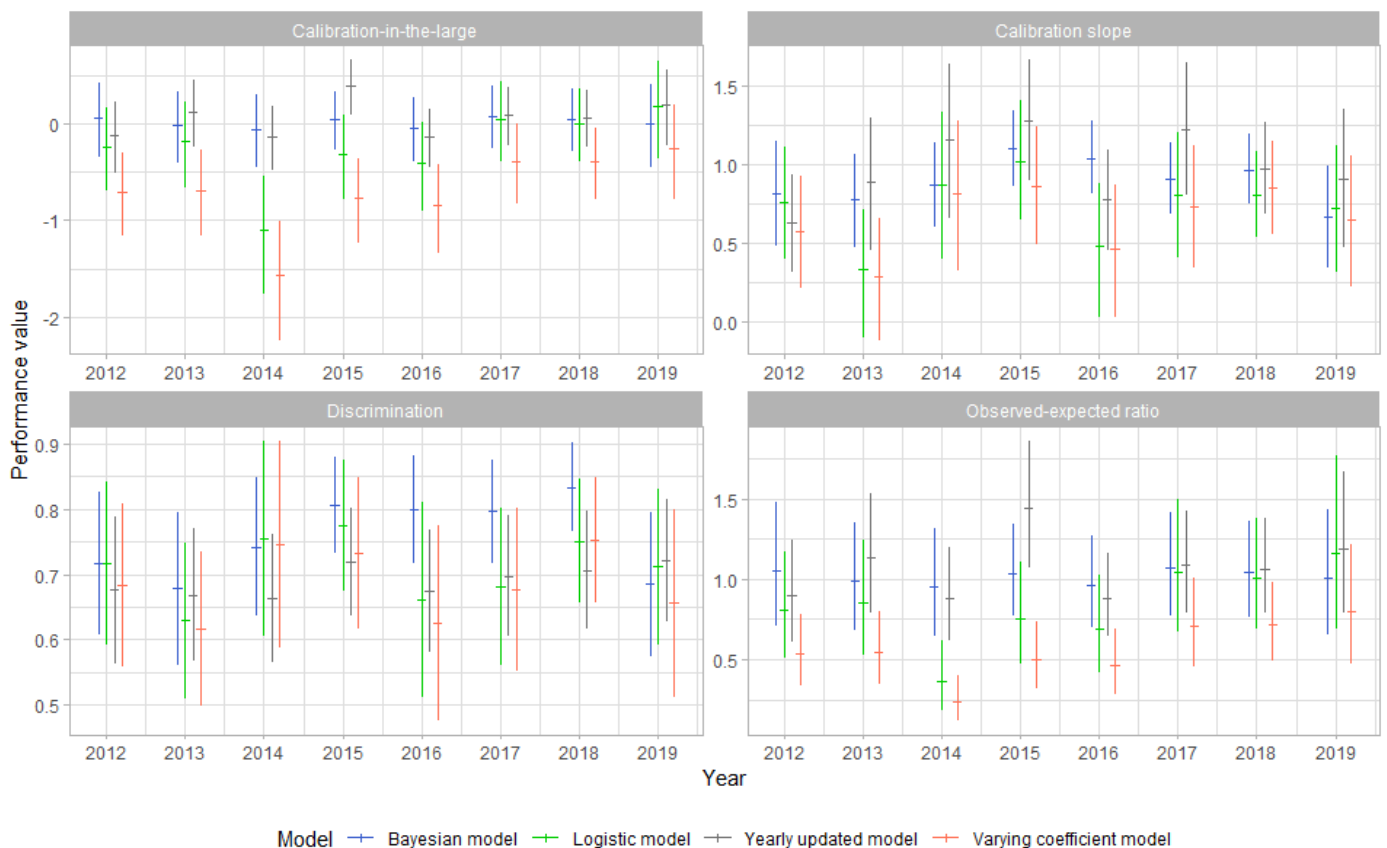 Calibration-in-the-large
Calibration slope
0
-1
-2
1.5
1.0
0.5
0.0
2012 2013 2014 2015 2016 2017 2018 2019
2012 2013 2014 2015 2016 2017 2018 2019
Performance value
Discrimination
Observed-expected ratio
0.9
0.8
0.7
0.6
0.5
1.5
1.0
0.5
2012 2013 2014 2015 2016 2017 2018 2019
2012 2013 2014 2015 2016 2017 2018 2019
Year
Model Bayesian model Logistic model Yearly updated model Varying coefficient model